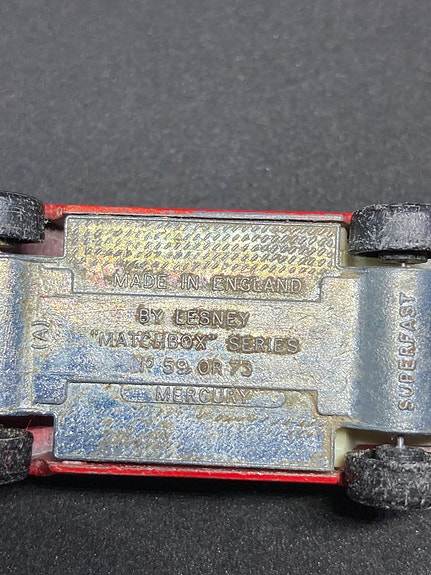 MADE IN ENGLAND
BY LESNEY
"MATCHBOX" SERIES
Nº 59 OR 73
MERCURY
(A)
SUPERFAST